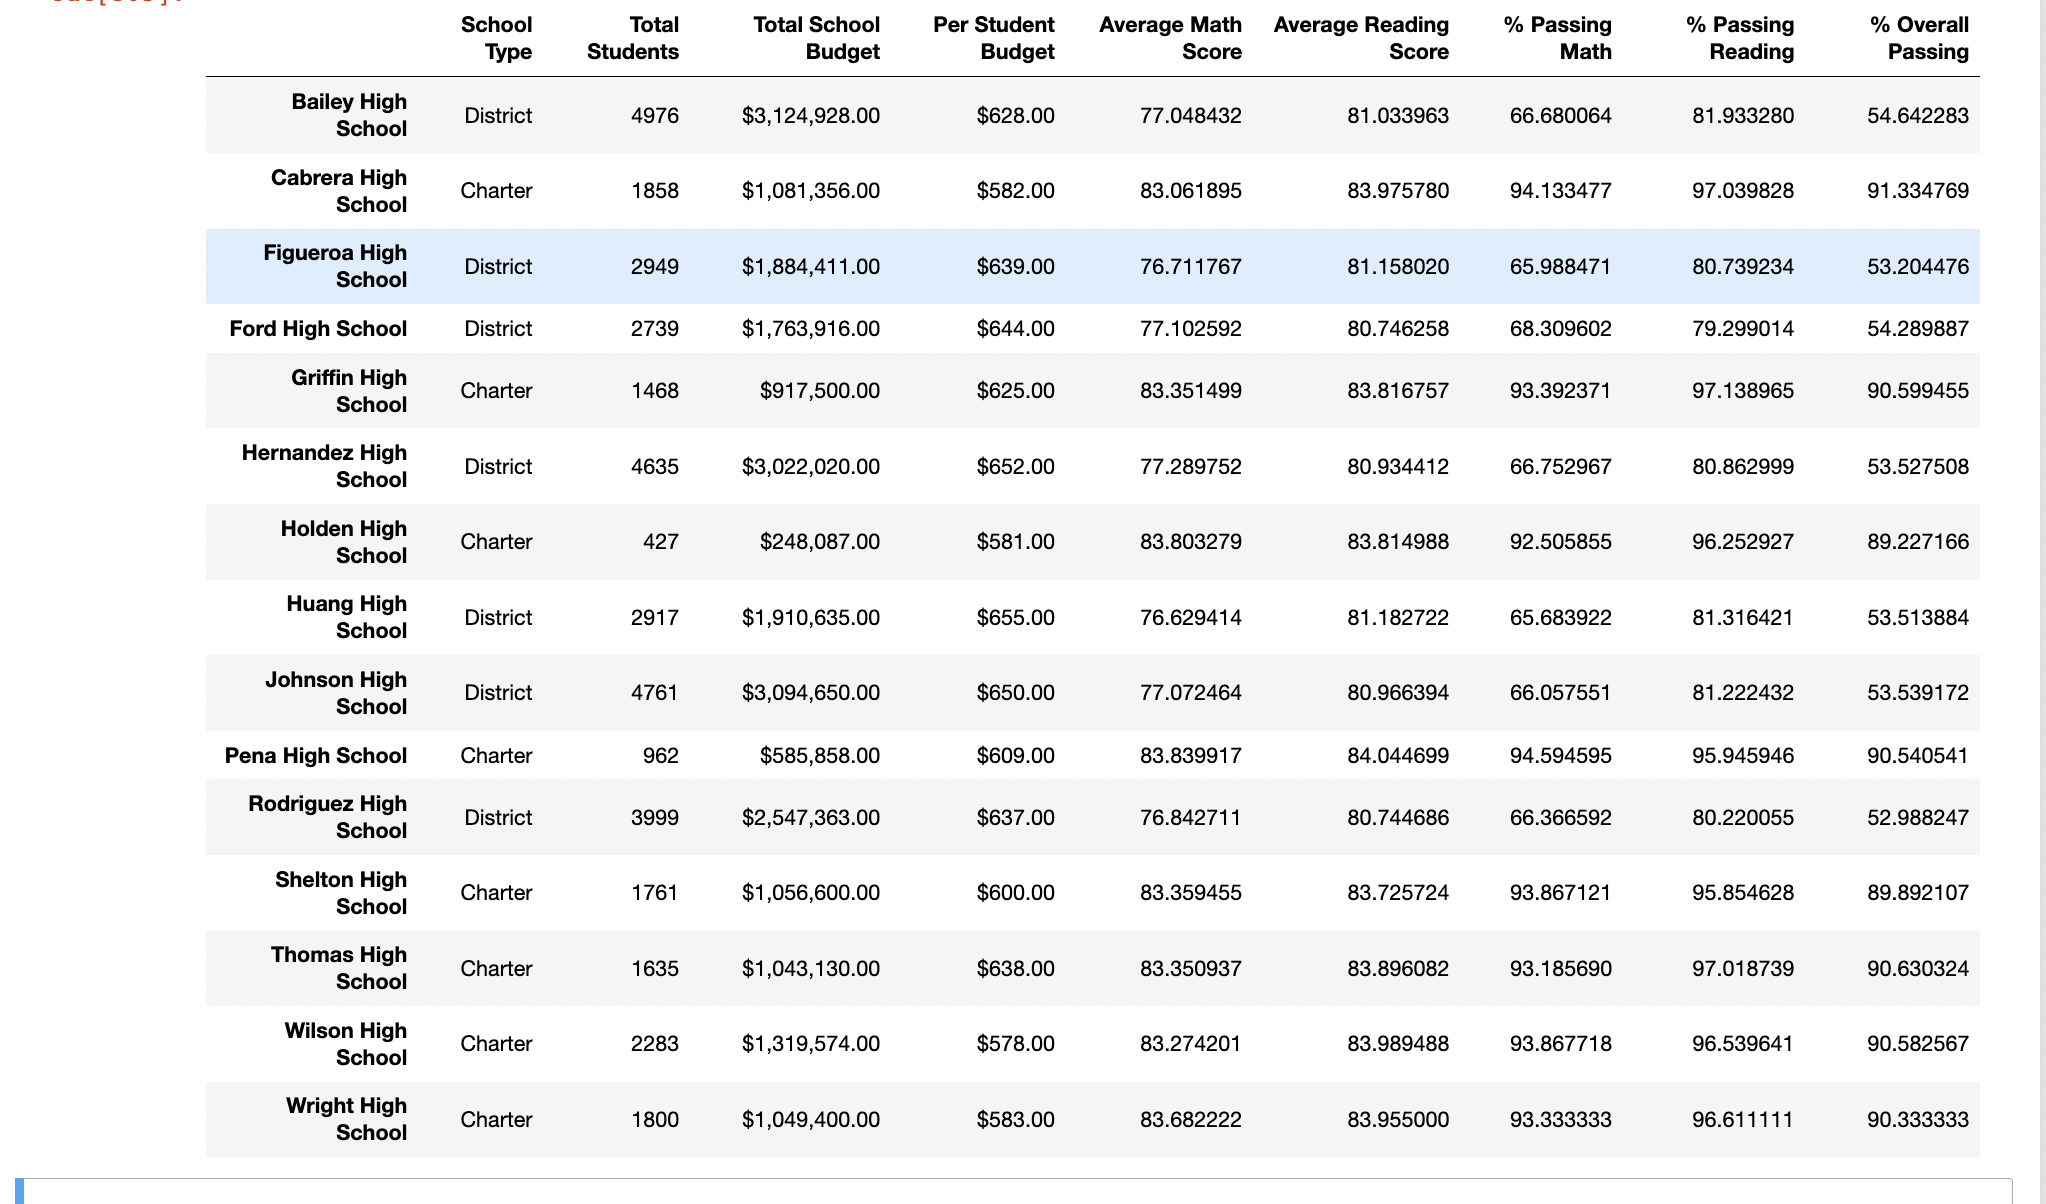 School Total Total School Per Student Average Math Average Reading % Passing % Passing % Overall
Type Students Budget Budget Score Score Math Reading Passing
Bailey High
School District 4976 $3,124,928.00 $628.00 77.048432 81.033963 66.680064 81.933280 54.642283
Cabrera High
School Charter 1858 $1,081,356.00 $582.00 83.061895 83.975780 94.133477 97.039828 91.334769
Figueroa High
School District 2949 $1,884,411.00 $639.00 76.711767 81.158020 65.988471 80.739234 53.204476
Ford High School District 2739 $1,763,916.00 $644.00 77.102592 80.746258 68.309602 79.299014 54.289887
Griffin High
School Charter 1468 $917,500.00 $625.00 83.351499 83.816757 93.392371 97.138965 90.599455
Hernandez High
School District 4635 $3,022,020.00 $652.00 77.289752 80.934412 66.752967 80.862999 53.527508
Holden High
School Charter 427 $248,087.00 $581.00 83.803279 83.814988 92.505855 96.252927 89.227166
Huang High
School District 2917 $1,910,635.00 $655.00 76.629414 81.182722 65.683922 81.316421 53.513884
Johnson High
School District 4761 $3,094,650.00 $650.00 77.072464 80.966394 66.057551 81.222432 53.539172
Pena High School Charter 962 $585,858.00 $609.00 83.839917 84.044699 94.594595 95.945946 90.540541
Rodriguez High
School District 3999 $2,547,363.00 $637.00 76.842711 80.744686 66.366592 80.220055 52.988247
Shelton High
School Charter 1761 $1,056,600.00 $600.00 83.359455 83.725724 93.867121 95.854628 89.892107
Thomas High
School Charter 1635 $1,043,130.00 $638.00 83.350937 83.896082 93.185690 97.018739 90.630324
Wilson High
School Charter 2283 $1,319,574.00 $578.00 83.274201 83.989488 93.867718 96.539641 90.582567
Wright High
School Charter 1800 $1,049,400.00 $583.00 83.682222 83.955000 93.333333 96.611111 90.333333